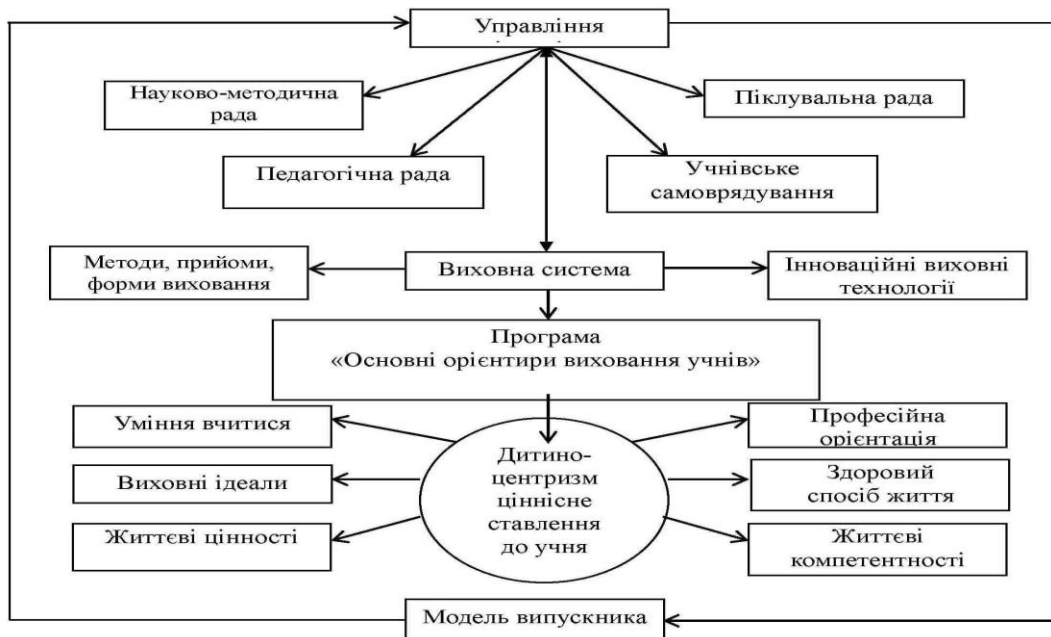 Управління
Науково-методична
рада
Піклувальна рада
Педагогічна рада
Учнівське
самоврядування
Методи, прийоми,
форми виховання
Виховна система
Інноваційні виховні
технології
Програма
«Основні орієнтири виховання учнів»
Уміння вчитися
Професійна
орієнтація
Виховні ідеали
Дитино-
центризм
ціннісне
ставлення
до учня
Здоровий
спосіб життя
Життєві цінності
Життєві
компетентності
Модель випускника